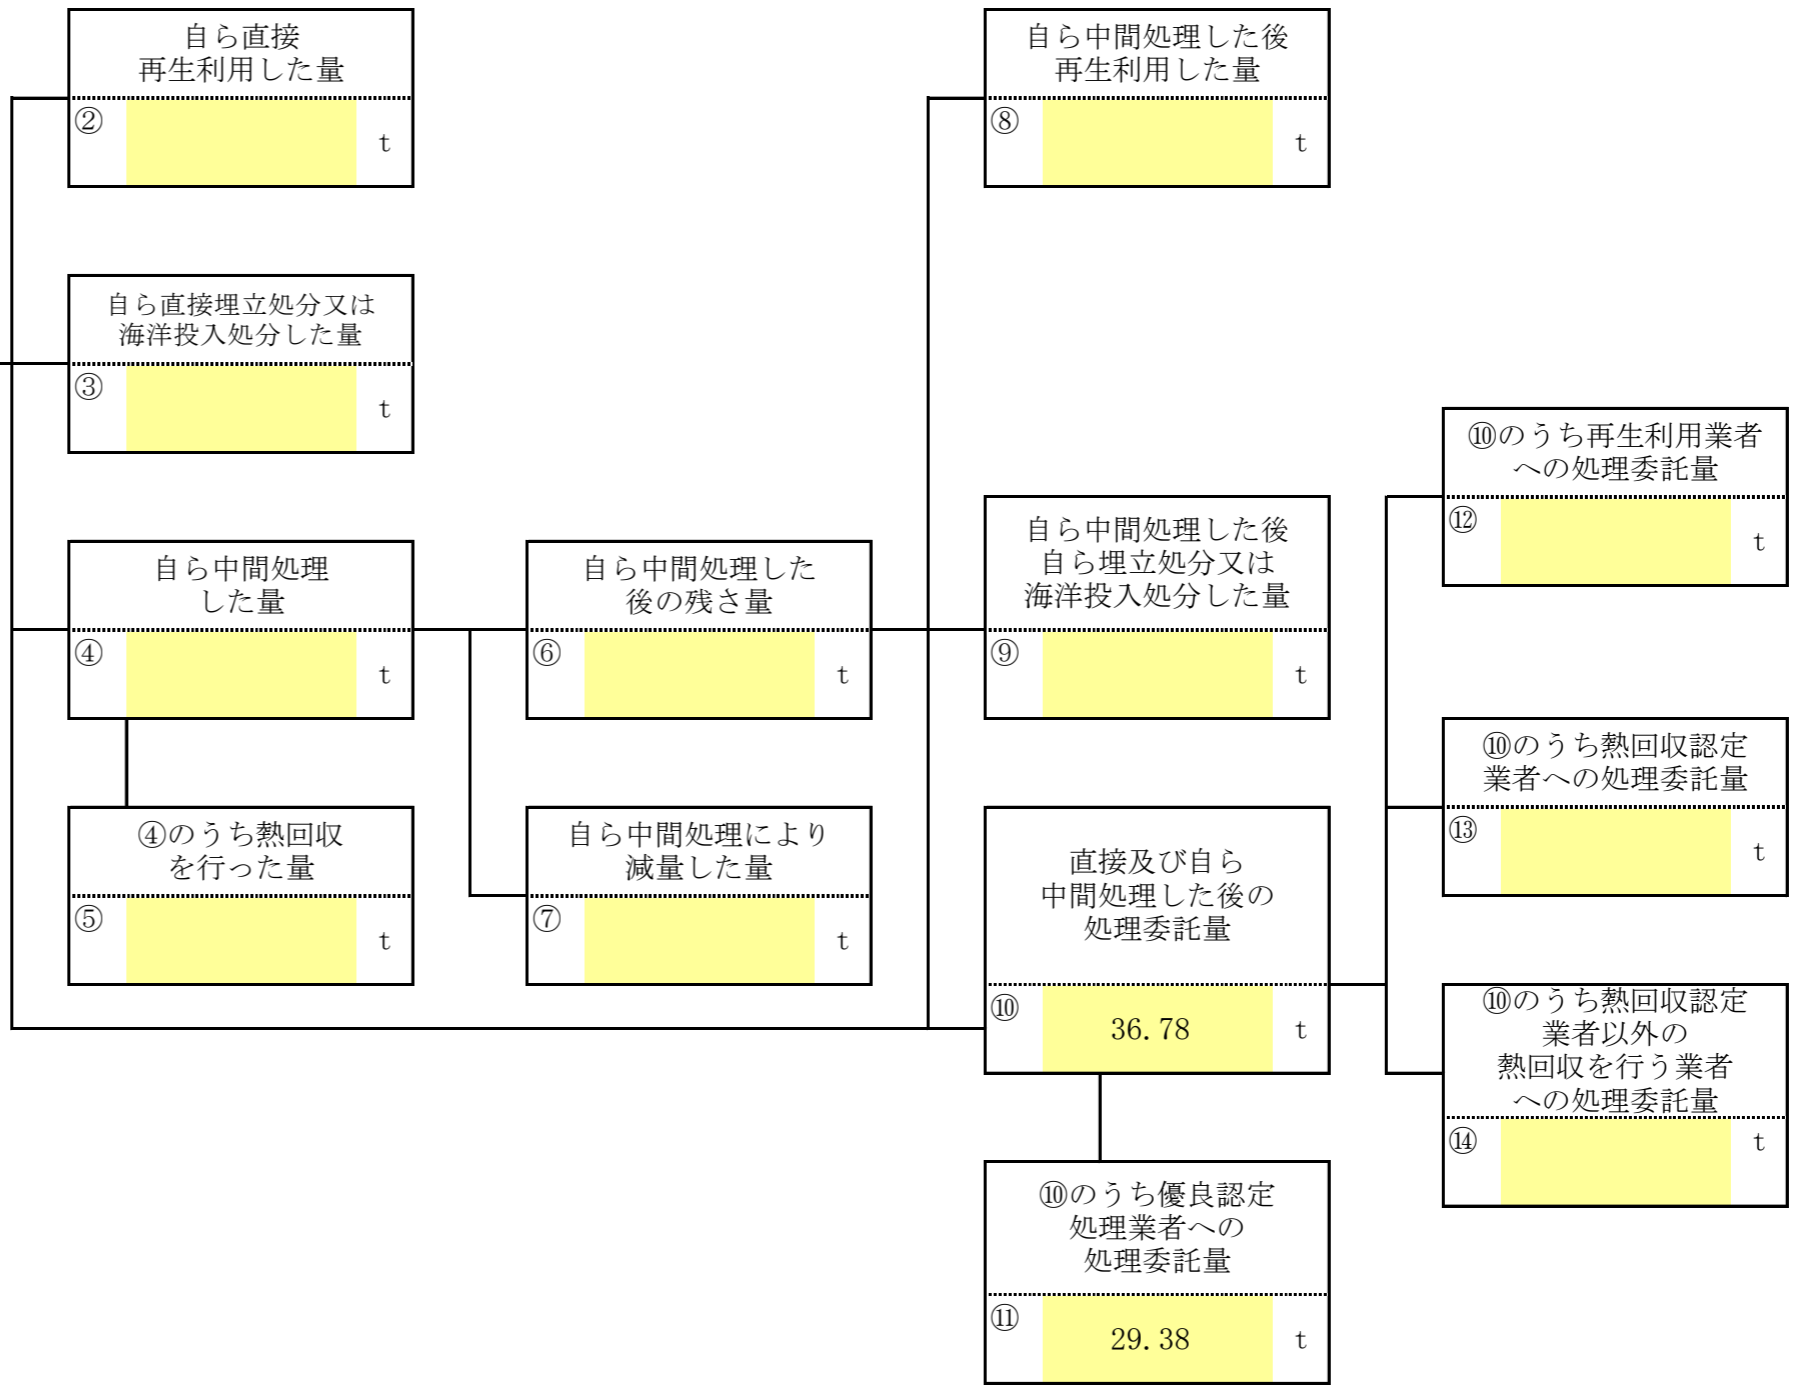 自ら直接
再生利用した量
②
t
自ら直接埋立処分又は
海洋投入処分した量
③
t
自ら中間処理
した量
④
t
④のうち熱回収
を行った量
⑤
t
自ら中間処理した
後の残さ量
⑥
t
自ら中間処理により
減量した量
⑦
t
自ら中間処理した後
再生利用した量
⑧
t
自ら中間処理した後
自ら埋立処分又は
海洋投入処分した量
⑨
t
直接及び自ら
中間処理した後の
処理委託量
⑩
36.78 t
⑩のうち優良認定
処理業者への
処理委託量
⑪
29.38 t
⑩のうち再生利用業者
への処理委託量
⑫
t
⑩のうち熱回収認定
業者への処理委託量
⑬
t
⑩のうち熱回収認定
業者以外の
熱回収を行う業者
への処理委託量
⑭
t